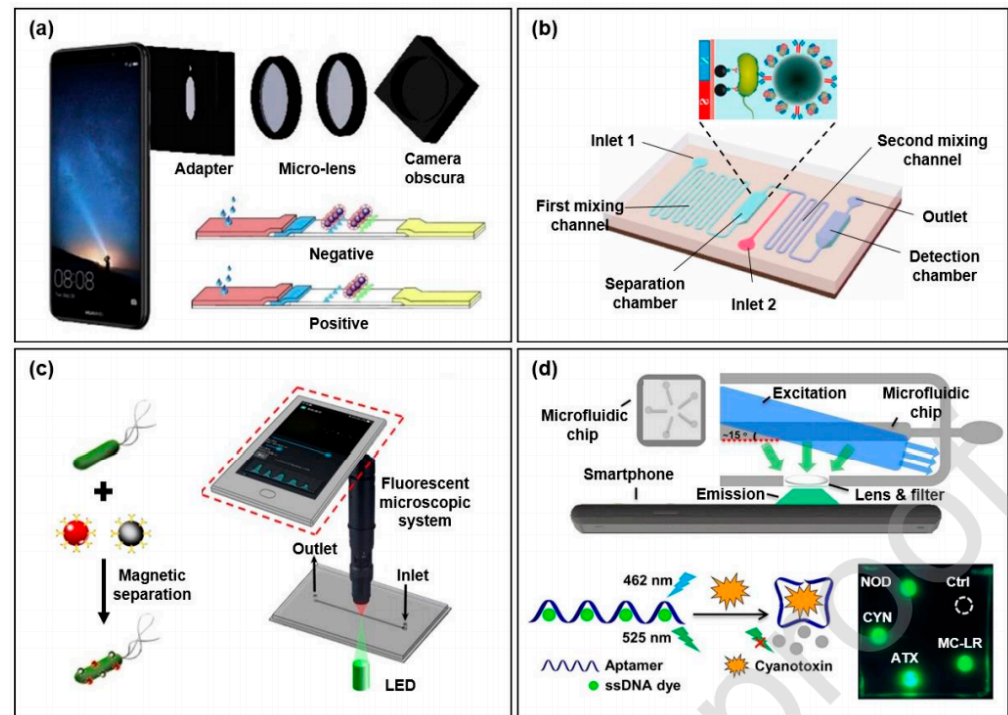 (a)
Adapter
Micro-lens
Camera
obscura
08:08
HUAWEI
Negative
Positive
(b)
Inlet 1
Second mixing
channel
First mixing
channel
Outlet
Separation
chamber
Inlet 2
Detection
chamber
(c)
Fluorescent
microscopic
system
Outlet
Inlet
Magnetic
separation
LED
(d)
Microfluidic
chip
Excitation
Microfluidic
chip
~15 °
Smartphone
Emission
Lens & filter
462 nm
525 nm
Aptamer
ssDNA dye
Cyanotoxin
NOD
Ctrl
CYN
MC-LR
ATX
proof